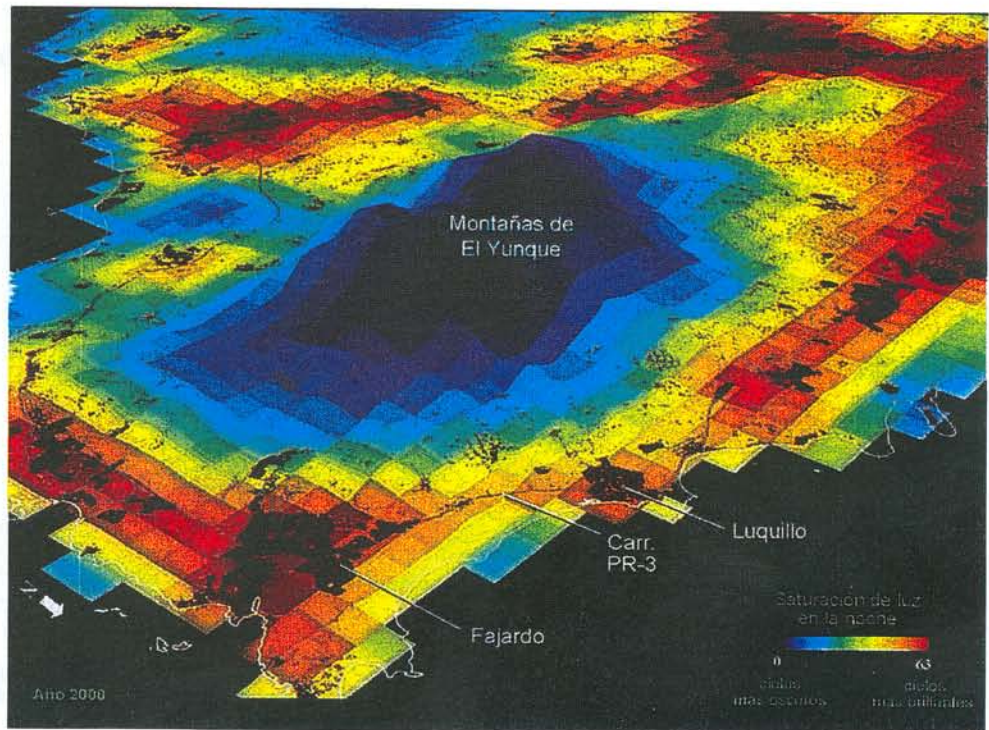 Montañas de
El Yunque
Luquillo
Carr.
PR-3
Fajardo
Saturación de luz
en la noche
0
63
cielos
más oscuros
cielos
más brillantes
Año 2000